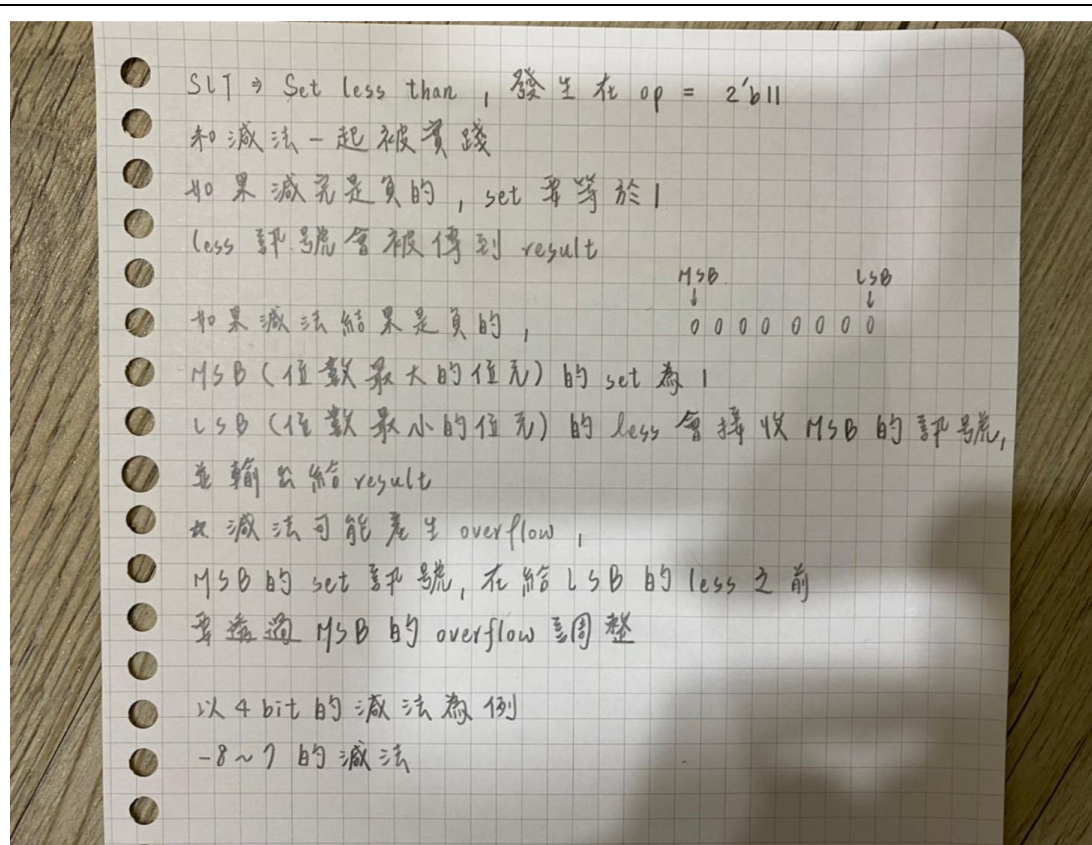 SLT ⇒ Set less than , 發生在 op = 2'b11
和減法一起被實踐
如果減完是負的 , set 要等於1
less 訊號會被傳到 result
MSB LSB
↓ ↓
如果減法結果是負的 , 0 0 0 0 0 0 0 0
MSB (位數最大的位元) 的 set 為 1
LSB (位數最小的位元) 的 less 會接收 MSB 的訊號,
並輸出給 result
減法可能產生 overflow ,
MSB 的 set 訊號, 在給 LSB 的 less 之前
要透過 MSB 的 overflow 調整
以 4 bit 的減法為例
-8~7 的減法